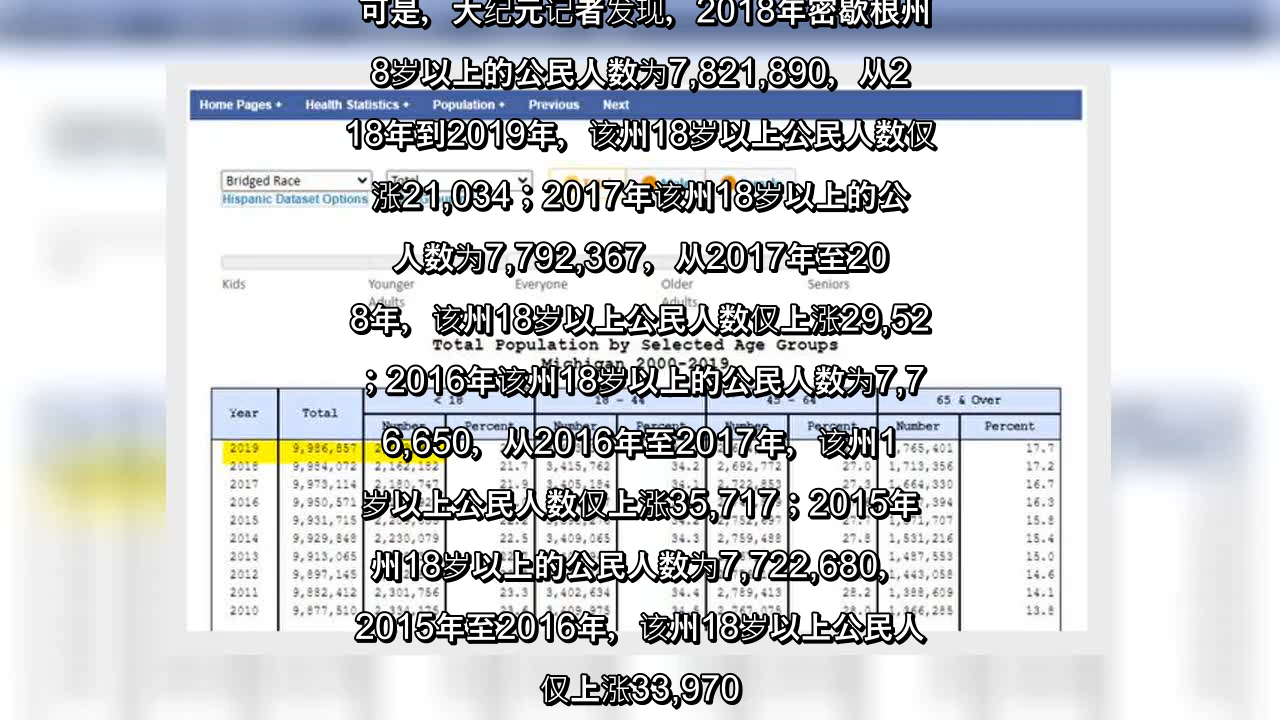 可是，大纪元记者发现，2018年密歇根州
8岁以上的公民人数为7,821,890，从2
18年到2019年，该州18岁以上公民人数仅
涨21,034；2017年该州18岁以上的公
人数为7,792,367，从2017年至20
8年，该州18岁以上公民人数仅上涨29,52
；2016年该州18岁以上的公民人数为7,7
6,650，从2016年至2017年，该州1
岁以上公民人数仅上涨35,717；2015年
州18岁以上的公民人数为7,722,680，
2015年至2016年，该州18岁以上公民人
仅上涨33,970
Home Pages + Health Statistics + Population + Previous Next
Bridged Race Total
Hispanic Dataset Options
Kids Younger Adults Everyone Older Adults Seniors
Total Population by Selected Age Groups
Michigan 2000-2019
Year Total < 18 18 - 44 45 - 64 65 & Over
Number Percent Number Percent Number Percent Number Percent
2019 9,986,857 17.7
2018 9,984,072 2,162,182 21.7 3,415,762 34.2 2,692,772 27.0 1,713,356 17.2
2017 9,973,114 2,180,747 21.9 3,405,184 1,664,330 16.7
2016 9,950,571 16.3
2015 9,931,715 15.8
2014 9,929,848 2,230,079 22.5 3,409,065 34.3 2,759,488 27.8 1,531,216 15.4
2013 9,913,065 1,487,553 15.0
2012 9,897,145 1,443,058 14.6
2011 9,882,412 2,301,756 23.3 3,402,634 34.4 2,789,413 28.2 1,388,609 14.1
2010 9,877,510 13.8